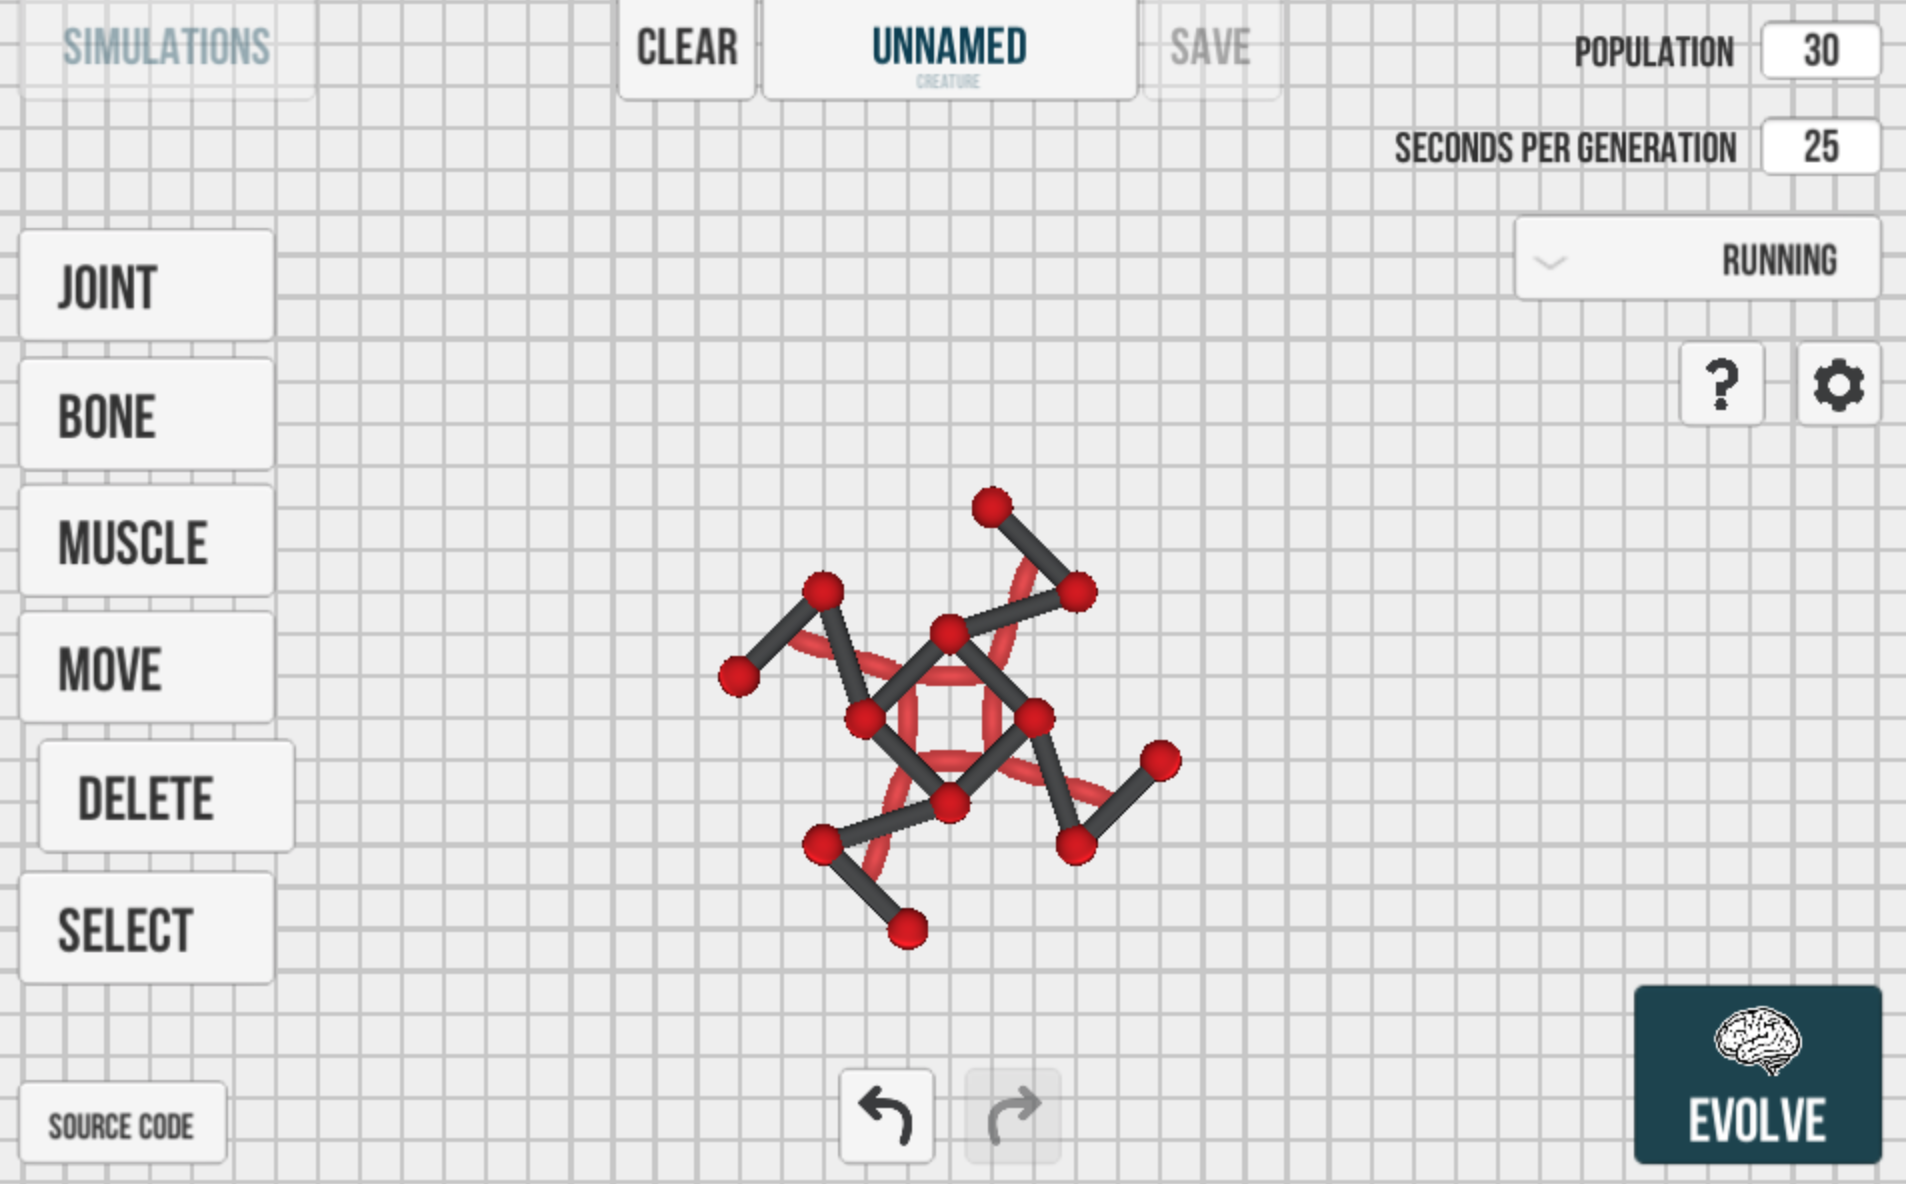 SIMULATIONS
CLEAR
UNNAMED
CREATURE
SAVE
POPULATION 30
SECONDS PER GENERATION 25
RUNNING
?
JOINT
BONE
MUSCLE
MOVE
DELETE
SELECT
SOURCE CODE
EVOLVE